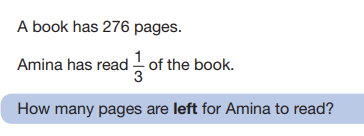 A book has 276 pages.
Amina has read 1/3 of the book.
How many pages are left for Amina to read?